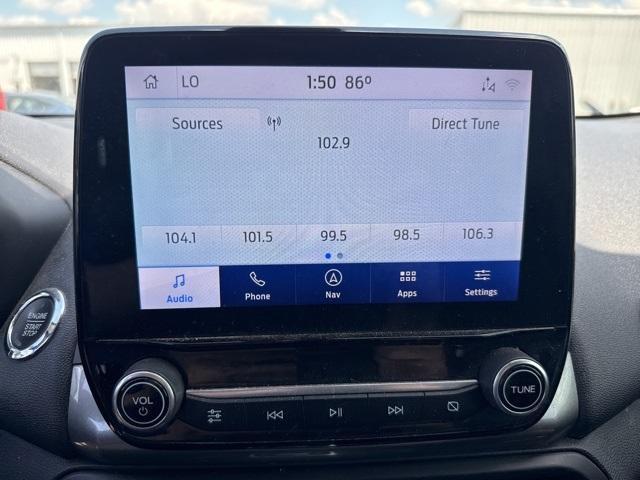 LO 1:50 86°
Sources Direct Tune
102.9
104.1 101.5 99.5 98.5 106.3
Audio Phone Nav Apps Settings
ENGINE
START
STOP
VOL TUNE